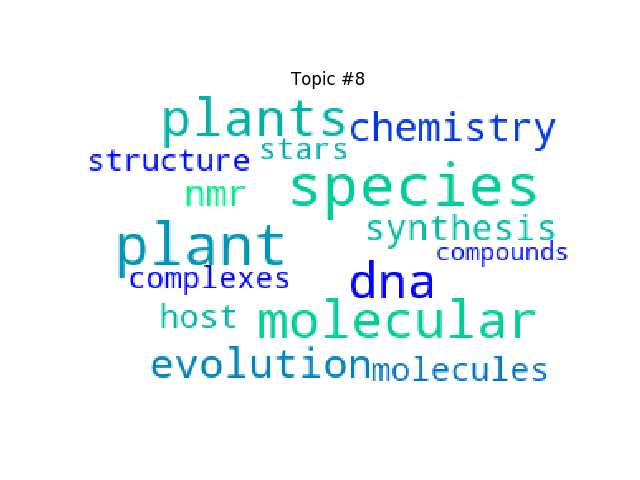 Topic #8
plants chemistry
structure stars
nmr species
plant synthesis
complexes dna compounds
host molecular
evolution molecules